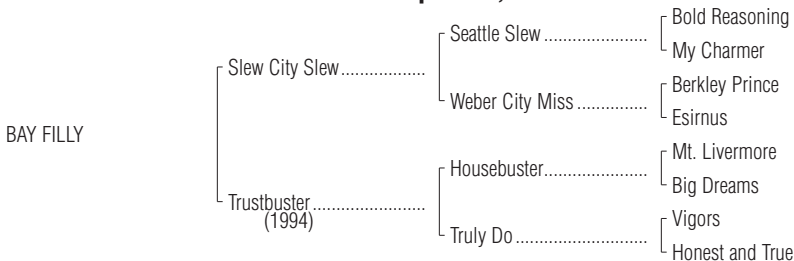 Bold Reasoning
Seattle Slew ......................
My Charmer
Slew City Slew..................
Berkley Prince
Weber City Miss ...............
Esirnus
BAY FILLY
Mt. Livermore
Housebuster......................
Big Dreams
Trustbuster ........................
(1994)
Vigors
Truly Do ............................
Honest and True